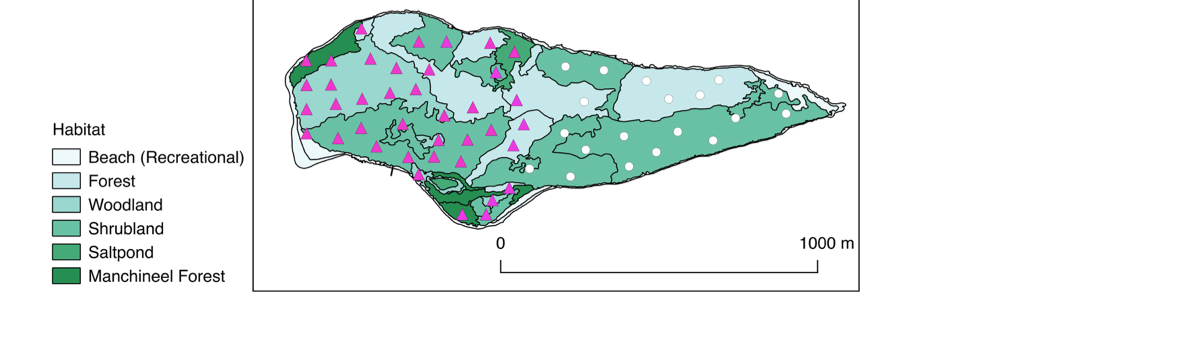 Habitat
Beach (Recreational)
Forest
Woodland
Shrubland
Saltpond
Manchineel Forest
0 1000 m